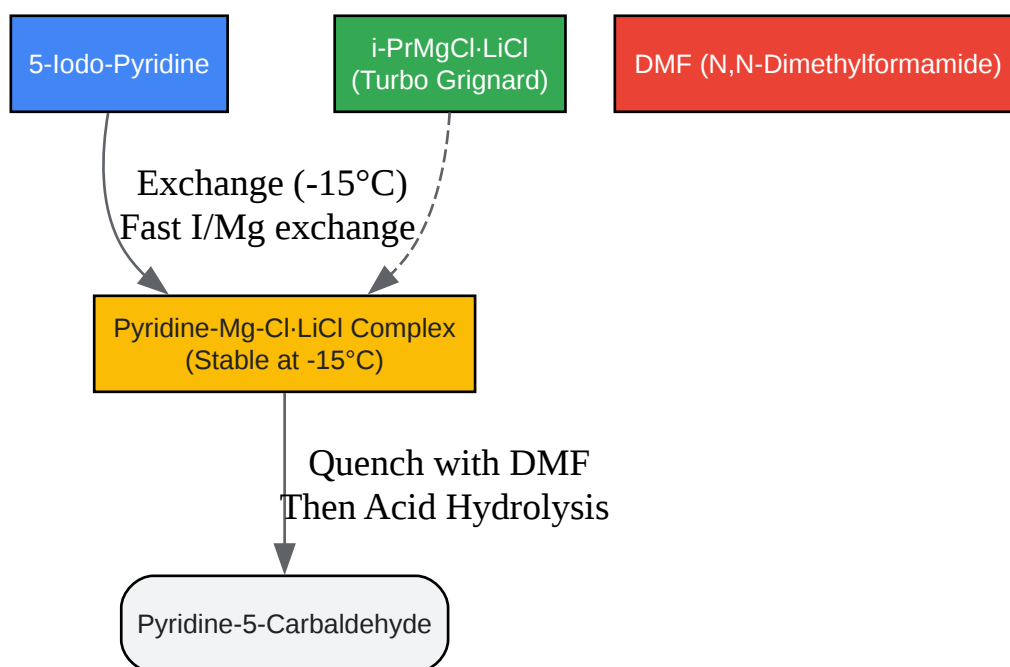 5-Iodo-Pyridine
i-PrMgCl·LiCl
(Turbo Grignard)
DMF (N,N-Dimethylformamide)
Exchange (-15°C)
Fast I/Mg exchange
Pyridine-Mg-Cl·LiCl Complex
(Stable at -15°C)
Quench with DMF
Then Acid Hydrolysis
Pyridine-5-Carbaldehyde